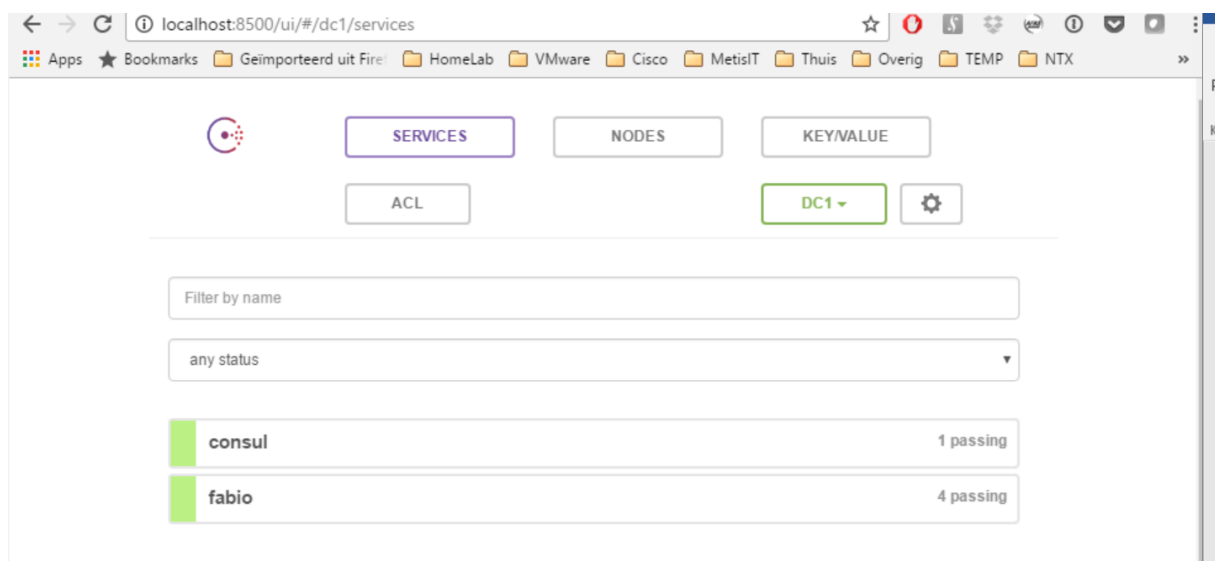 localhost:8500/ui/#/dc1/services
Apps Bookmarks Geïmporteerd uit Firef HomeLab VMware Cisco MetisIT Thuis Overig TEMP NTX »
SERVICES NODES KEY/VALUE
ACL DC1
Filter by name
any status
consul 1 passing
fabio 4 passing